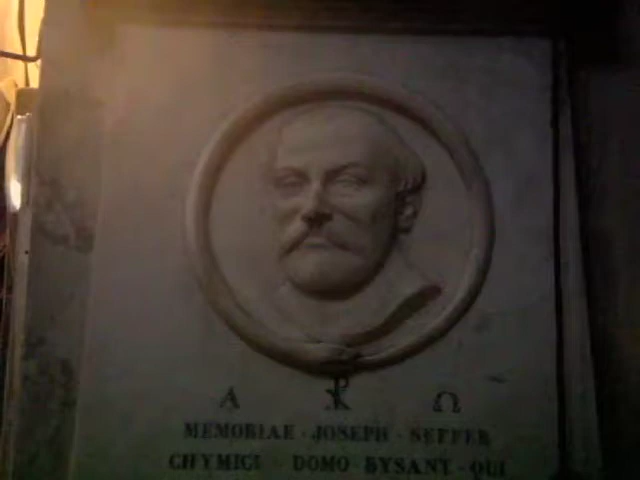 Α ☧ Ω
MEMORIAE · JOSEPH · SEFFER
CHYMICI · DOMO · BYSANT · QUI